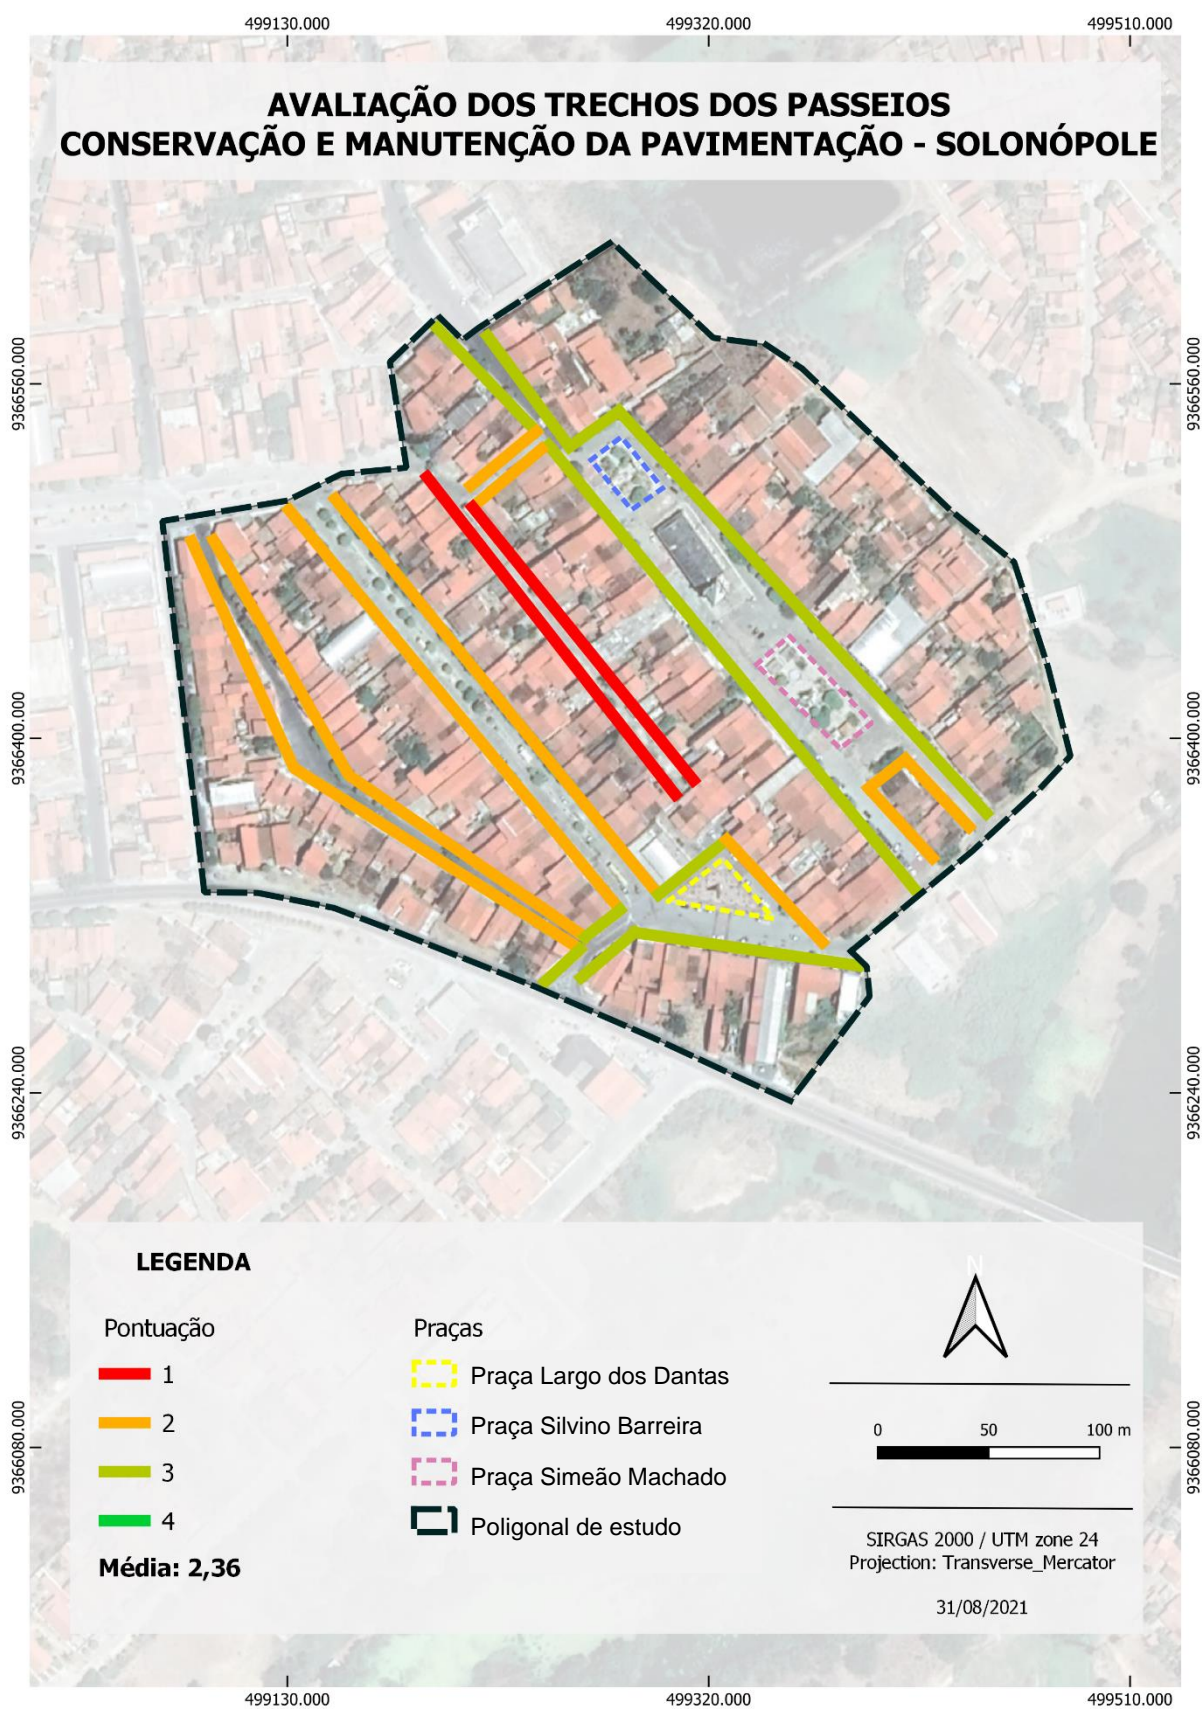 499130.000
499320.000
499510.000
AVALIAÇÃO DOS TRECHOS DOS PASSEIOS
CONSERVAÇÃO E MANUTENÇÃO DA PAVIMENTAÇÃO - SOLONÓPOLE
9366560.000
9366560.000
9366400.000
9366400.000
9366240.000
9366240.000
9366080.000
9366080.000
LEGENDA
Pontuação
1
2
3
4
Média: 2,36
Praças
Praça Largo dos Dantas
Praça Silvino Barreira
Praça Simeão Machado
Poligonal de estudo
N
0 50 100 m
SIRGAS 2000 / UTM zone 24
Projection: Transverse_Mercator
31/08/2021
499130.000
499320.000
499510.000